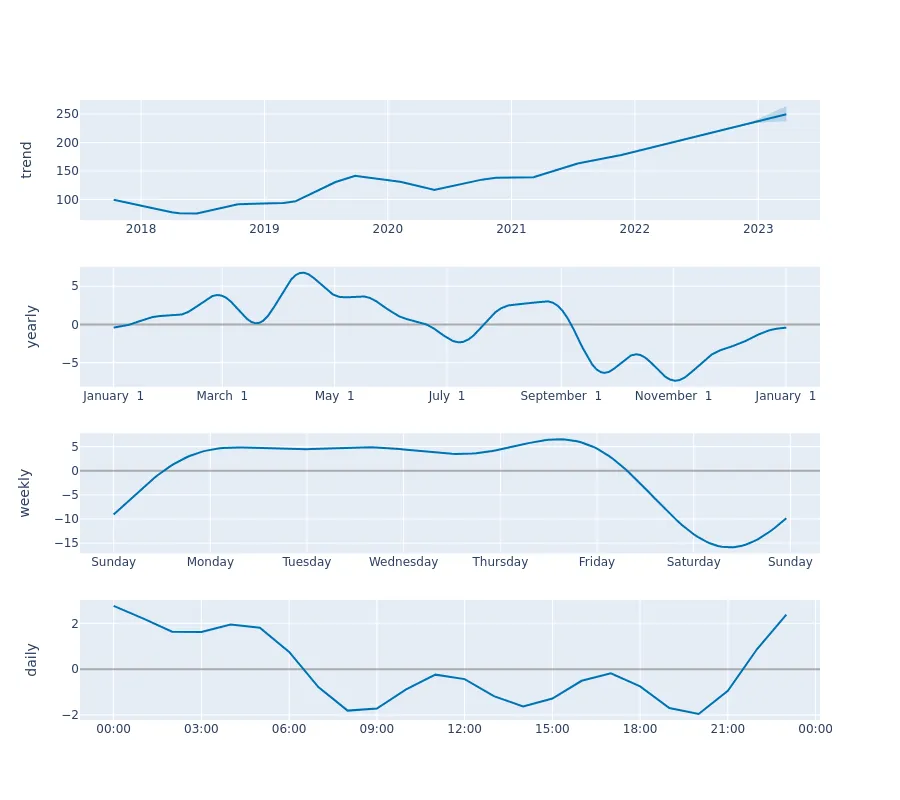 trend
250
200
150
100
2018 2019 2020 2021 2022 2023
yearly
5
0
−5
January 1 March 1 May 1 July 1 September 1 November 1 January 1
weekly
5
0
−5
−10
−15
Sunday Monday Tuesday Wednesday Thursday Friday Saturday Sunday
daily
2
0
−2
00:00 03:00 06:00 09:00 12:00 15:00 18:00 21:00 00:00